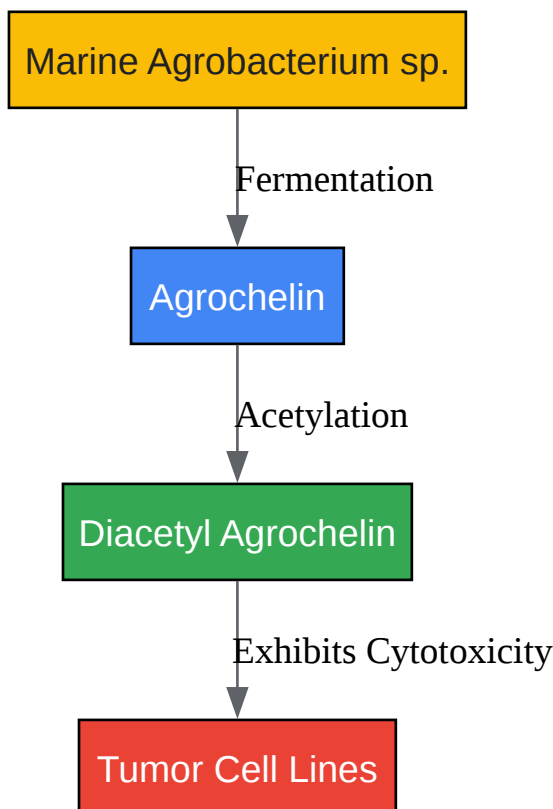 Marine Agrobacterium sp.
Fermentation
Agrochelin
Acetylation
Diacetyl Agrochelin
Exhibits Cytotoxicity
Tumor Cell Lines